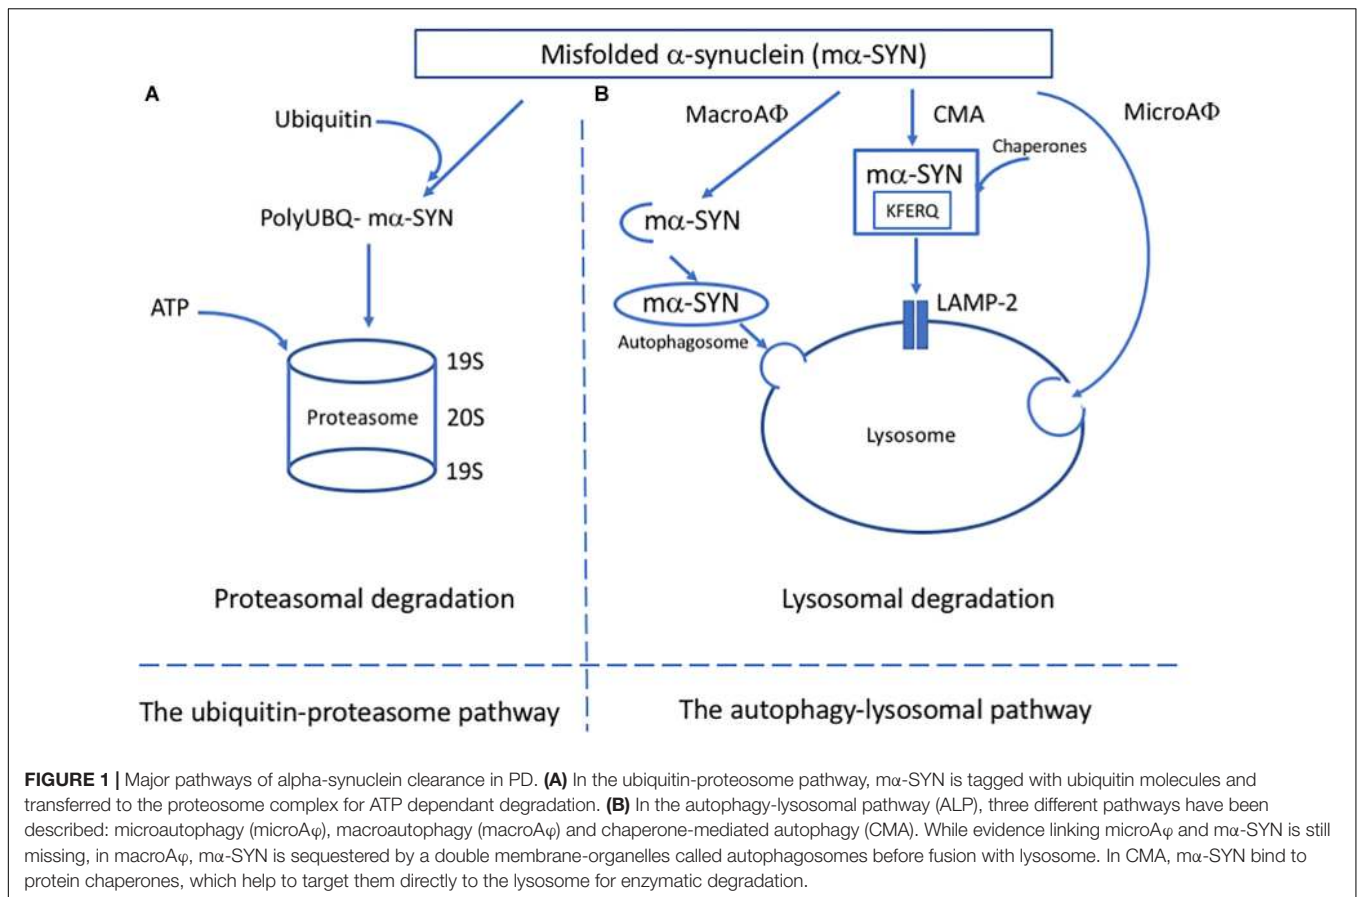 Misfolded α-synuclein (mα-SYN)
A
Ubiquitin
PolyUBQ- mα-SYN
ATP
19S
Proteasome
20S
19S
Proteasomal degradation
The ubiquitin-proteasome pathway
B
MacroAΦ
CMA
MicroAΦ
Chaperones
mα-SYN
KFERQ
mα-SYN
mα-SYN
Autophagosome
LAMP-2
Lysosome
Lysosomal degradation
The autophagy-lysosomal pathway
FIGURE 1 | Major pathways of alpha-synuclein clearance in PD. (A) In the ubiquitin-proteosome pathway, mα-SYN is tagged with ubiquitin molecules and
transferred to the proteosome complex for ATP dependant degradation. (B) In the autophagy-lysosomal pathway (ALP), three different pathways have been
described: microautophagy (microAφ), macroautophagy (macroAφ) and chaperone-mediated autophagy (CMA). While evidence linking microAφ and mα-SYN is still
missing, in macroAφ, mα-SYN is sequestered by a double membrane-organelles called autophagosomes before fusion with lysosome. In CMA, mα-SYN bind to
protein chaperones, which help to target them directly to the lysosome for enzymatic degradation.